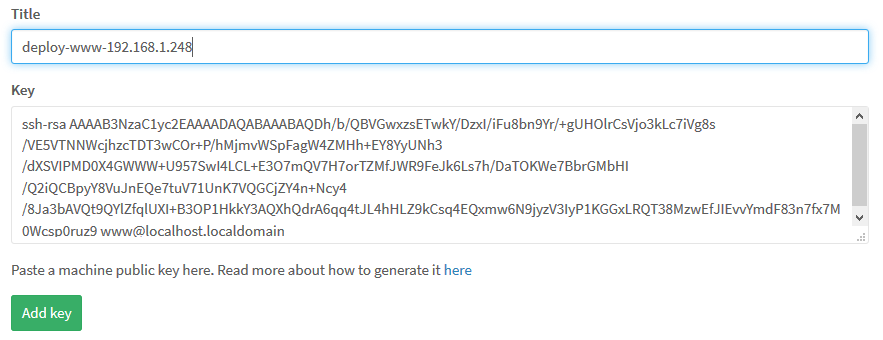 Title
deploy-www-192.168.1.248
Key
ssh-rsa AAAAB3NzaC1yc2EAAAADAQABAAABAQDh/b/QBVGwxzsETwkY/DzxI/iFu8bn9Yr/+gUHOlrCsVjo3kLc7iVg8s
/VE5VTNNWcjhzcTDT3wCOr+P/hMjmvWSpFagW4ZMHh+EY8YyUNh3
/dXSVIPMD0X4GWWW+U957SwI4LCL+E3O7mQV7H7orTZMfJWR9FeJk6Ls7h/DaTOKWe7BbrGMbHI
/Q2iQCBpyY8VuJnEQe7tuV71UnK7VQGCjZY4n+Ncy4
/8Ja3bAVQt9QYlZfqlUXI+B3OP1HkkY3AQXhQdrA6qq4tJL4hHLZ9kCsq4EQxmw6N9jyzV3IyP1KGGxLRQT38MzwEfJIEvvYmdF83n7fx7M
0Wcsp0ruz9 www@localhost.localdomain
Paste a machine public key here. Read more about how to generate it here
Add key